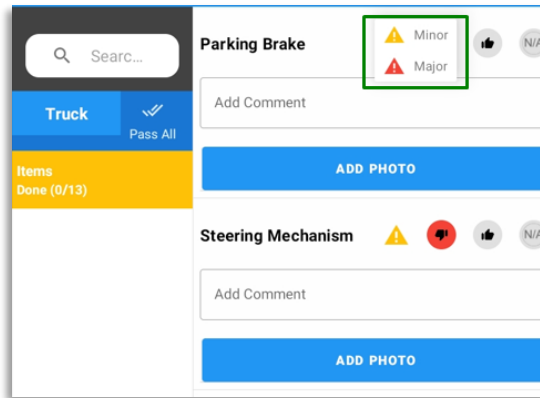 Searc...
Truck
Pass All
Items
Done (0/13)
Parking Brake
Minor
Major
N/A
Add Comment
ADD PHOTO
Steering Mechanism
N/A
Add Comment
ADD PHOTO